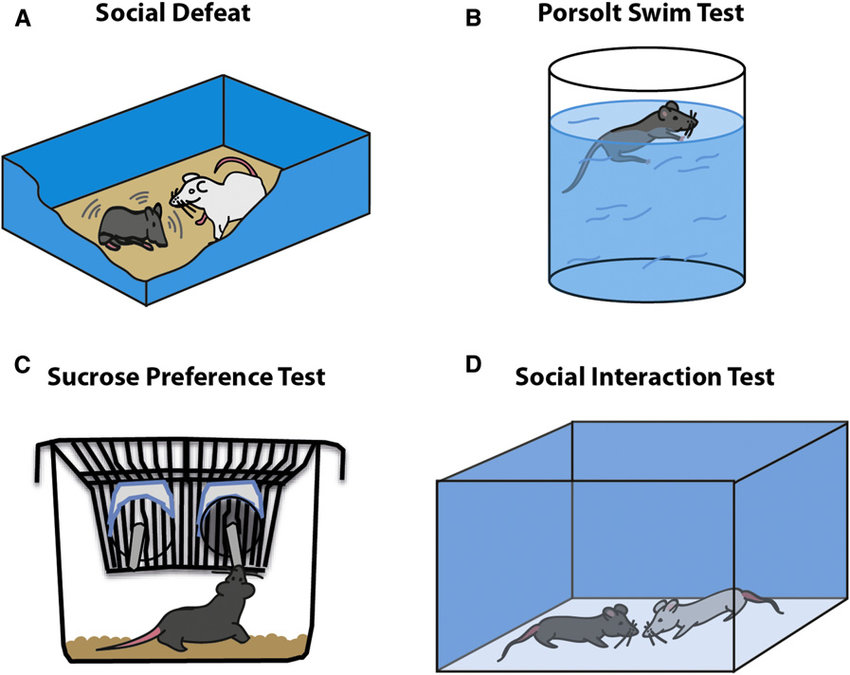 A
Social Defeat
B
Porsolt Swim Test
C
Sucrose Preference Test
D
Social Interaction Test